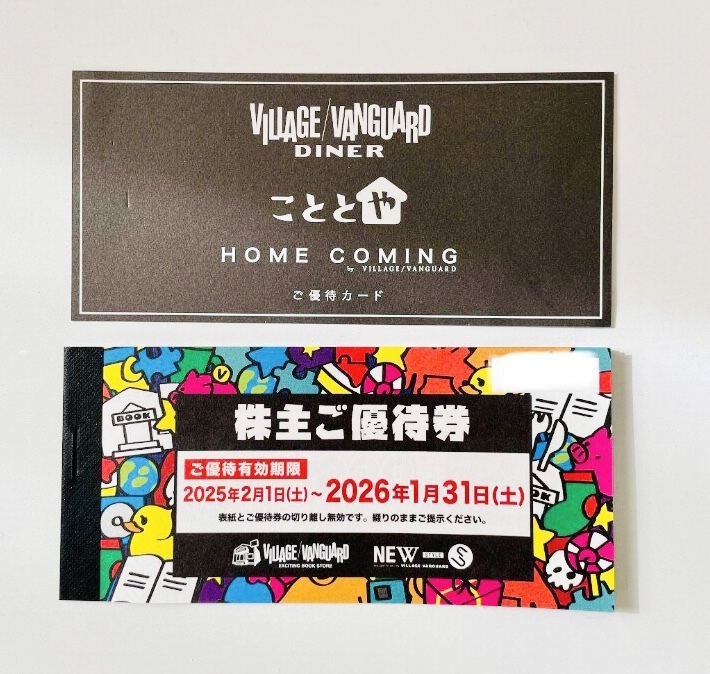 VILLAGE/VANGUARD
DINER
こととや
HOME COMING
by VILLAGE/VANGUARD
ご優待カード
V
BOOK
株主ご優待券
ご優待有効期限
2025年2月1日(土)~2026年1月31日(土)
表紙とご優待券の切り離し無効です。綴りのままご提示ください。
VILLAGE/VANGUARD
EXCITING BOOK STORE
NEW STYLE
VILLAGE VANGUARD